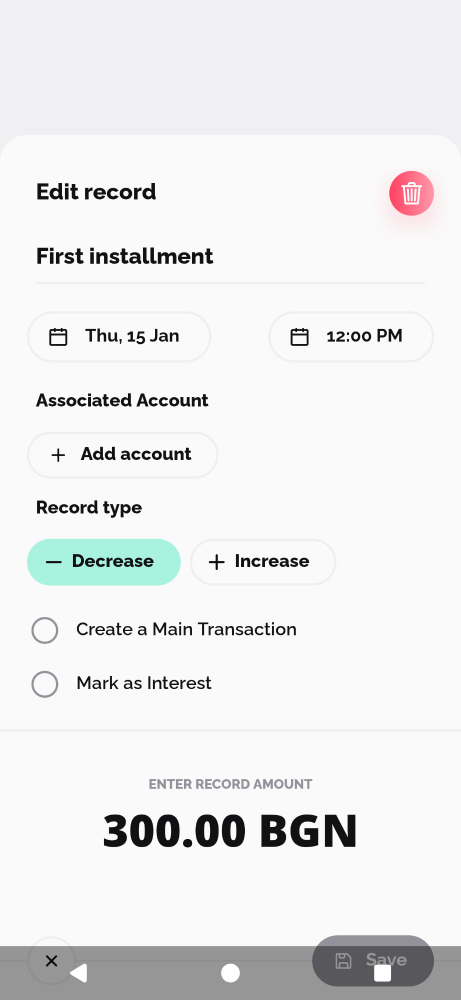 Edit record
First installment
Thu, 15 Jan
12:00 PM
Associated Account
Add account
Record type
Decrease
Increase
Create a Main Transaction
Mark as Interest
ENTER RECORD AMOUNT
300.00 BGN
Save